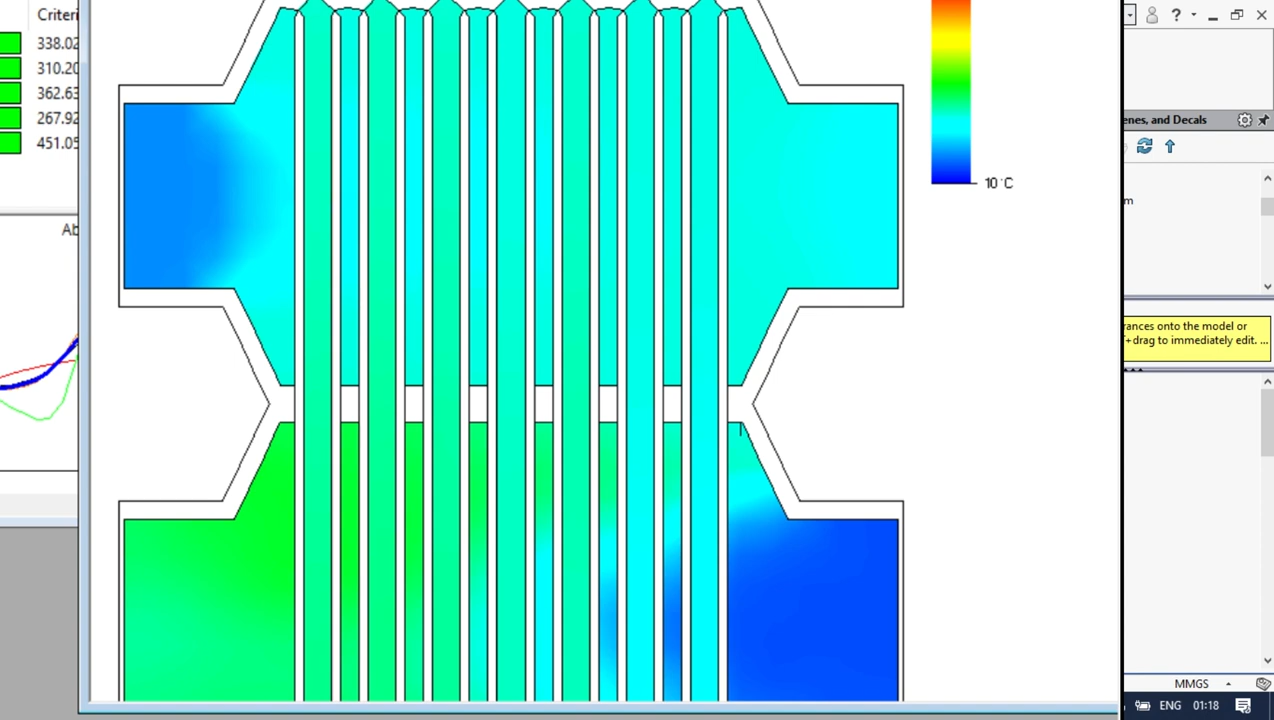 Criteri
338.02
310.20
362.63
267.92
451.05
Ab
10°C
?
enes, and Decals
m
rances onto the model or
+drag to immediately edit. ...
MMGS
ENG 01:18